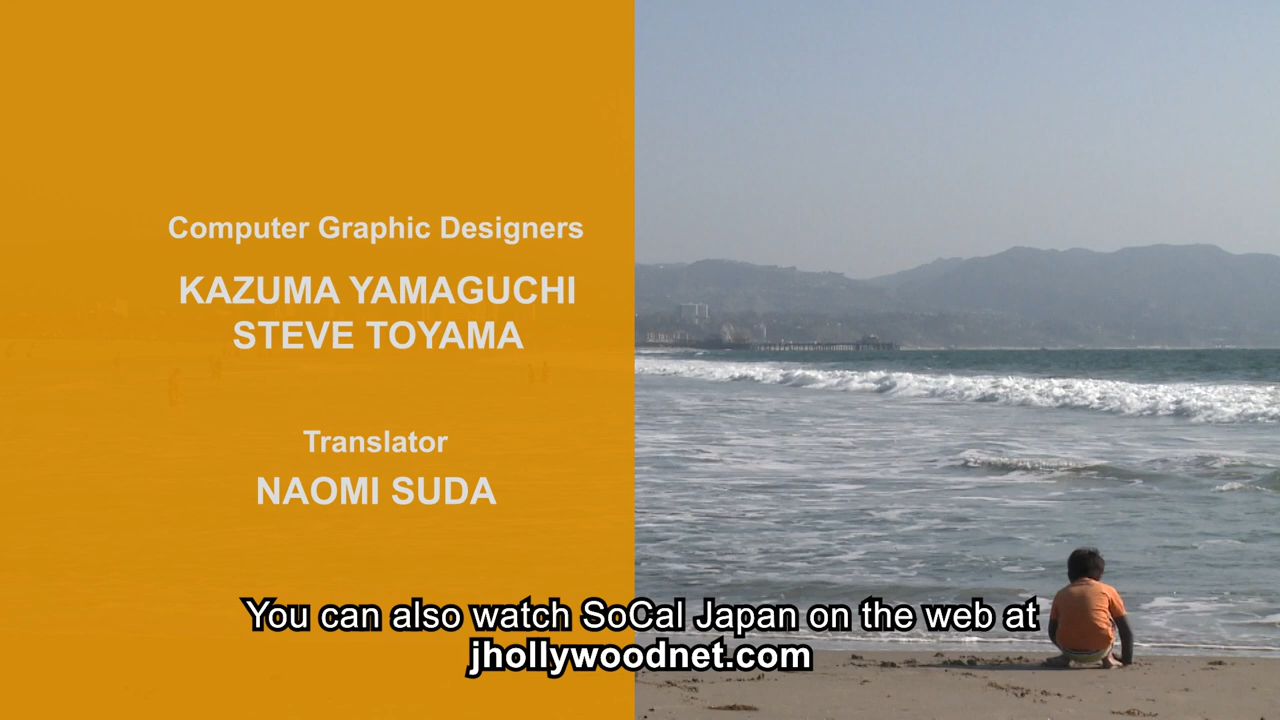 Computer Graphic Designers
KAZUMA YAMAGUCHI
STEVE TOYAMA
Translator
NAOMI SUDA
You can also watch SoCal Japan on the web at
jhollywoodnet.com